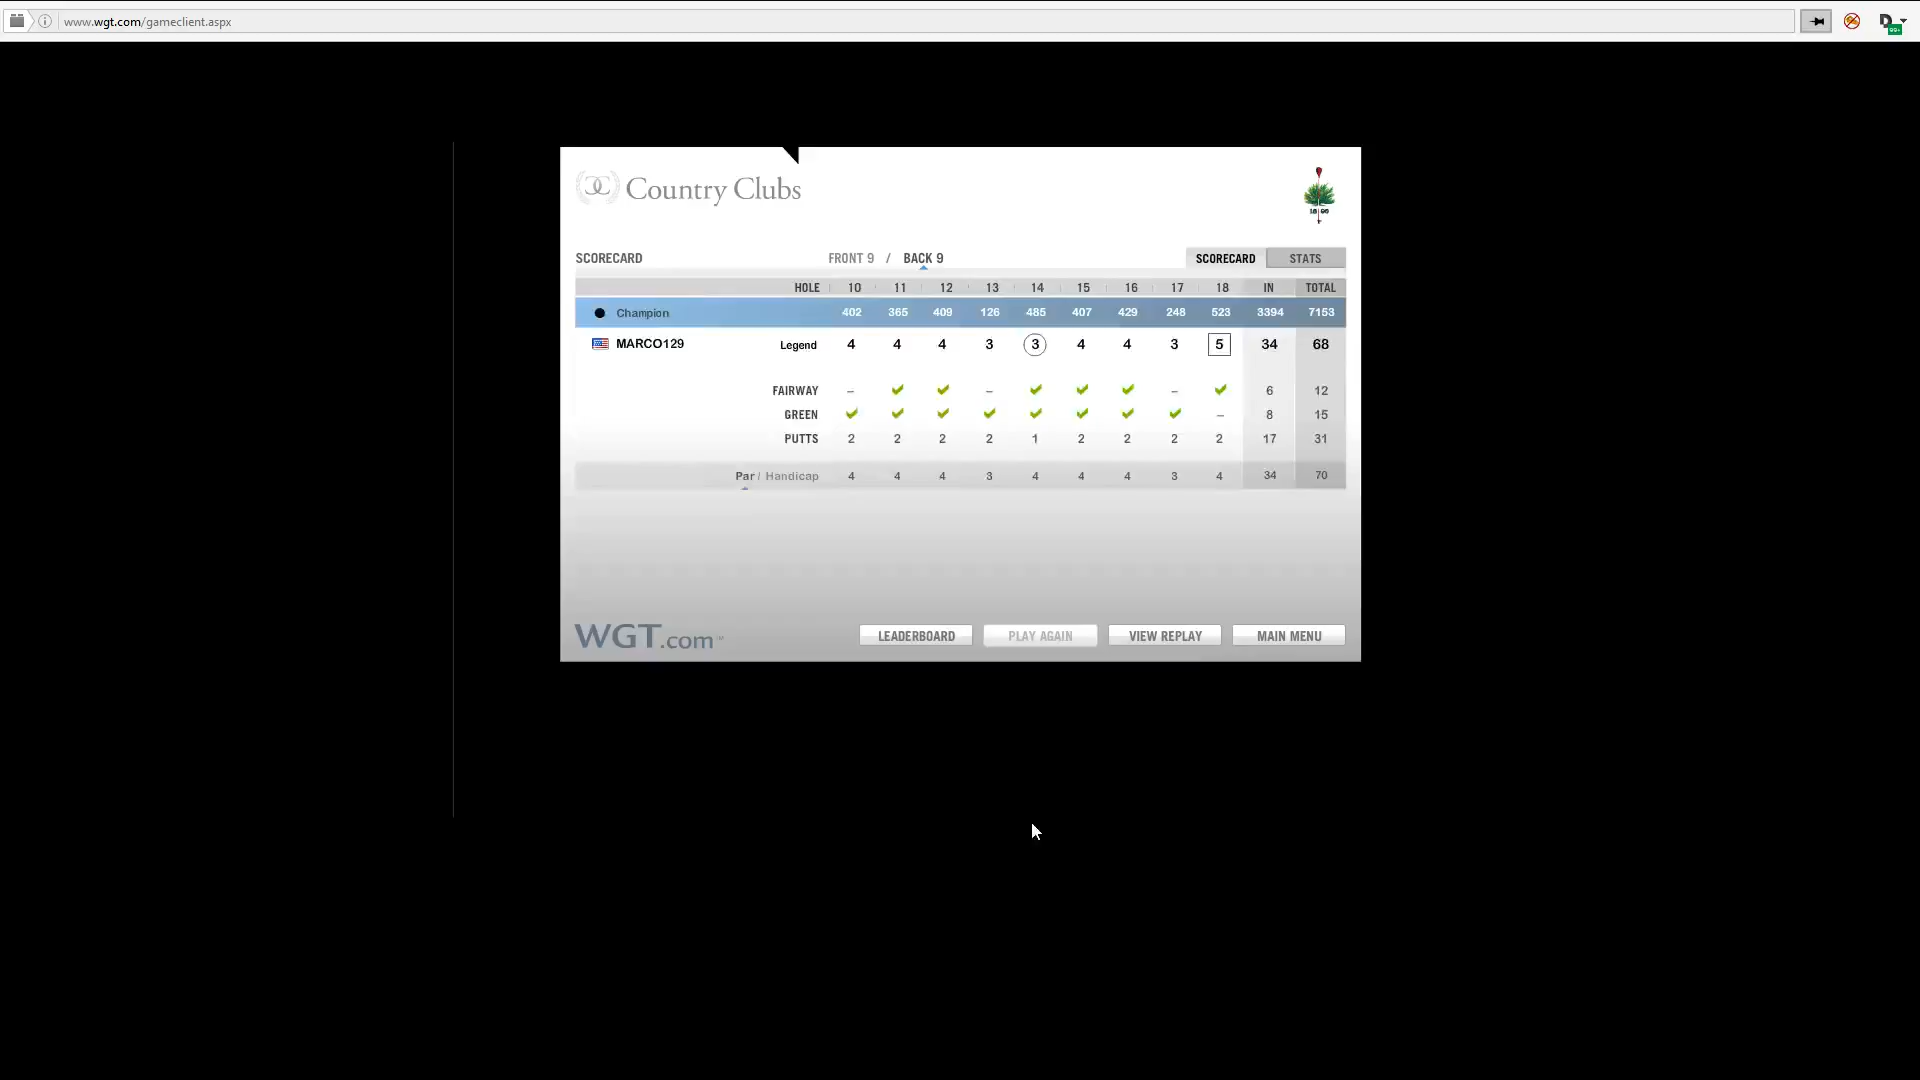 www.wgt.com/gameclient.aspx
D
99+
CC Country Clubs
18 96
SCORECARD FRONT 9 / BACK 9 SCORECARD STATS
HOLE 10 11 12 13 14 15 16 17 18 IN TOTAL
Champion 402 365 409 126 485 407 429 248 523 3394 7153
MARCO129 Legend 4 4 4 3 3 4 4 3 5 34 68
FAIRWAY – ✓ ✓ – ✓ ✓ ✓ – ✓ 6 12
GREEN ✓ ✓ ✓ ✓ ✓ ✓ ✓ ✓ – 8 15
PUTTS 2 2 2 2 1 2 2 2 2 17 31
Par / Handicap 4 4 4 3 4 4 4 3 4 34 70
WGT.com LEADERBOARD PLAY AGAIN VIEW REPLAY MAIN MENU